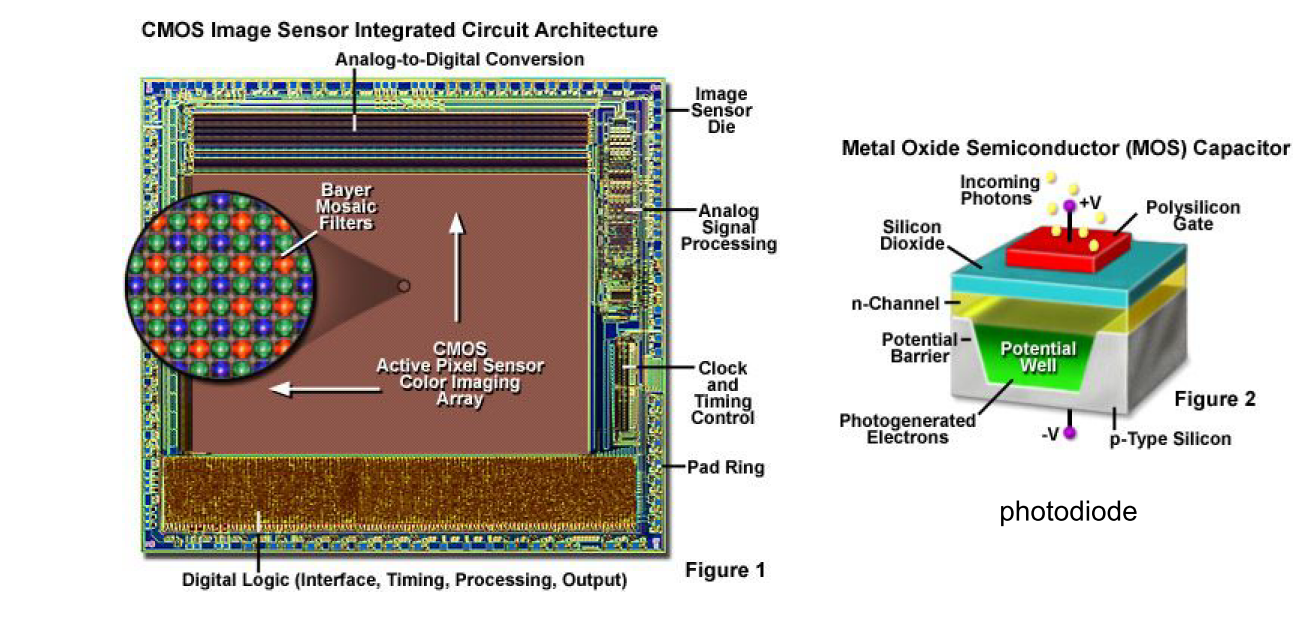 CMOS Image Sensor Integrated Circuit Architecture
Analog-to-Digital Conversion
Image
Sensor
Die
Bayer
Mosaic
Filters
Analog
Signal
Processing
CMOS
Active Pixel Sensor
Color Imaging
Array
Clock
and
Timing
Control
Pad Ring
Digital Logic (Interface, Timing, Processing, Output)
Figure 1
Metal Oxide Semiconductor (MOS) Capacitor
Incoming
Photons
+V
Polysilicon
Gate
Silicon
Dioxide
n-Channel
Potential
Barrier
Potential
Well
Photogenerated
Electrons
-V
p-Type Silicon
Figure 2
photodiode